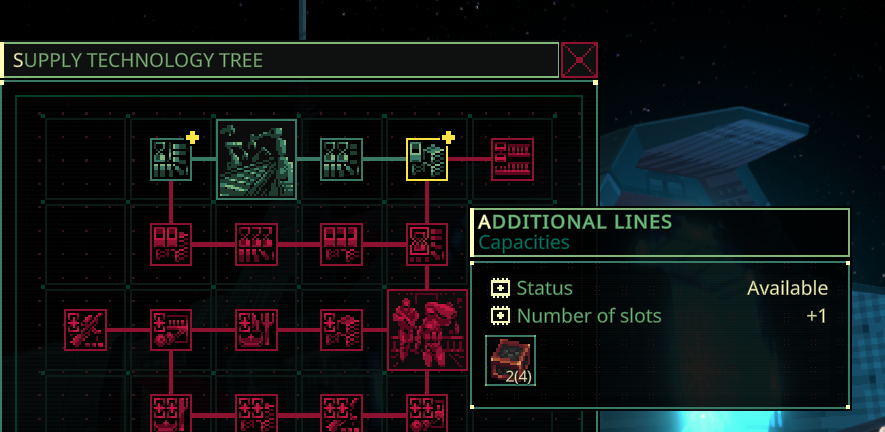 SUPPLY TECHNOLOGY TREE
ADDITIONAL LINES
Capacities
Status Available
Number of slots +1
2(4)